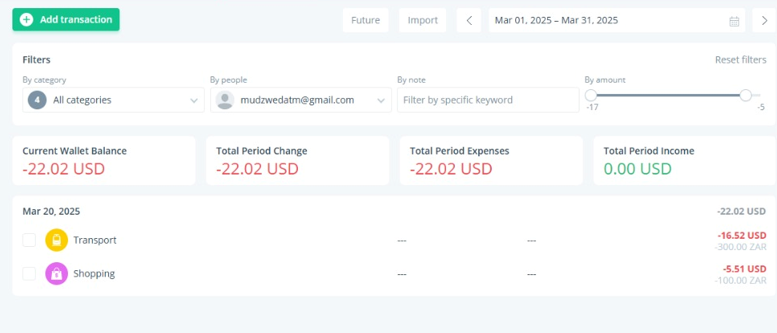 Add transaction
Future
Import
Mar 01, 2025 – Mar 31, 2025
Filters
Reset filters
By category
By people
By note
By amount
4 All categories
mudzwedatm@gmail.com
Filter by specific keyword
-17
-5
Current Wallet Balance
-22.02 USD
Total Period Change
-22.02 USD
Total Period Expenses
-22.02 USD
Total Period Income
0.00 USD
Mar 20, 2025
-22.02 USD
Transport
---
---
-16.52 USD
-300.00 ZAR
Shopping
---
---
-5.51 USD
-100.00 ZAR